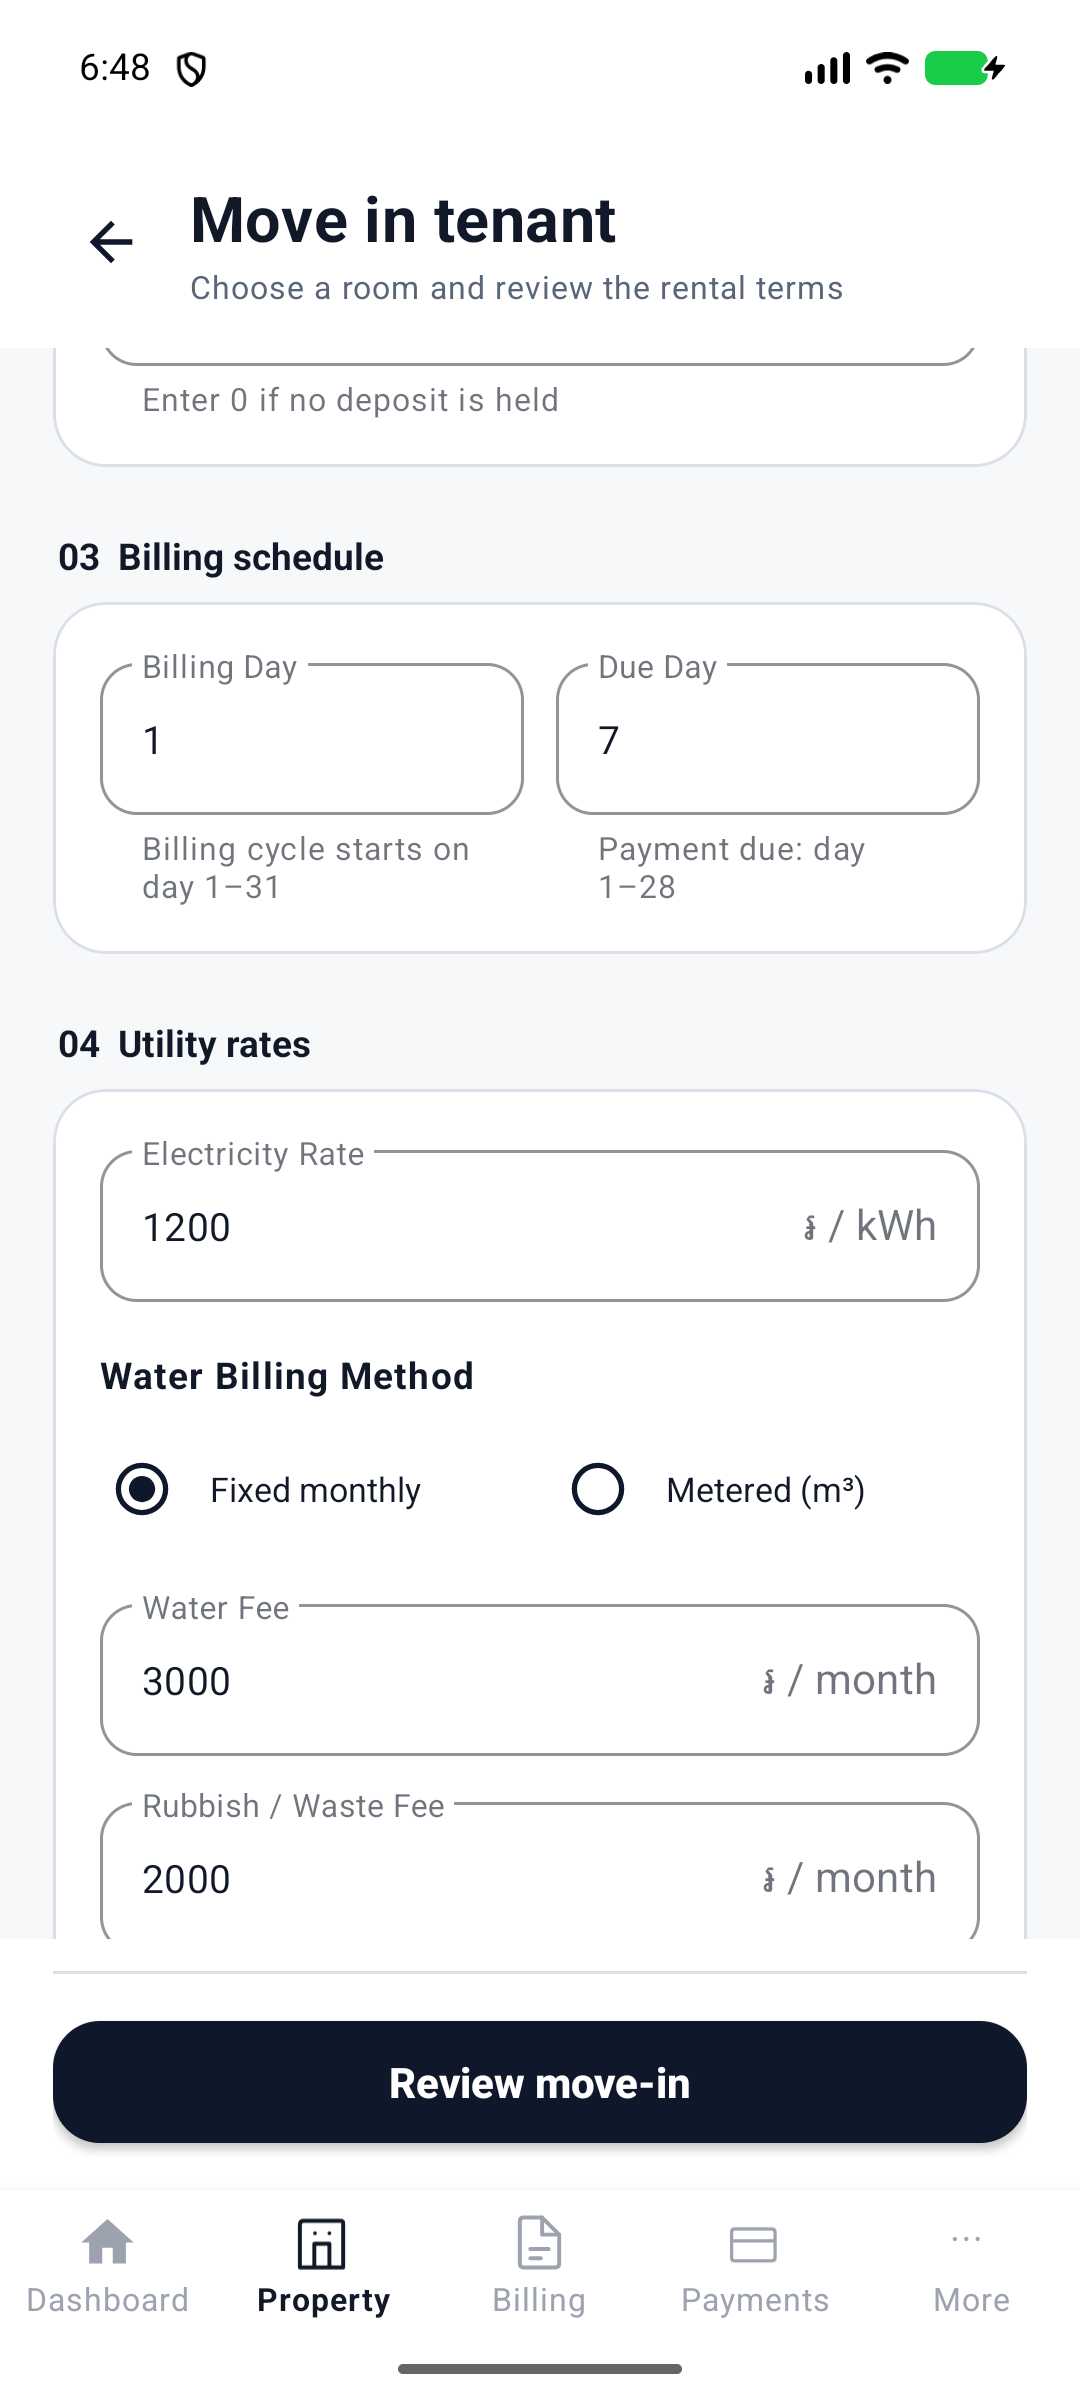 6:48
Move in tenant
Choose a room and review the rental terms
Enter 0 if no deposit is held
03 Billing schedule
Billing Day
1
Billing cycle starts on
day 1–31
Due Day
7
Payment due: day
1–28
04 Utility rates
Electricity Rate
1200 ៛ / kWh
Water Billing Method
Fixed monthly
Metered (m³)
Water Fee
3000 ៛ / month
Rubbish / Waste Fee
2000 ៛ / month
Review move-in
Dashboard
Property
Billing
Payments
More